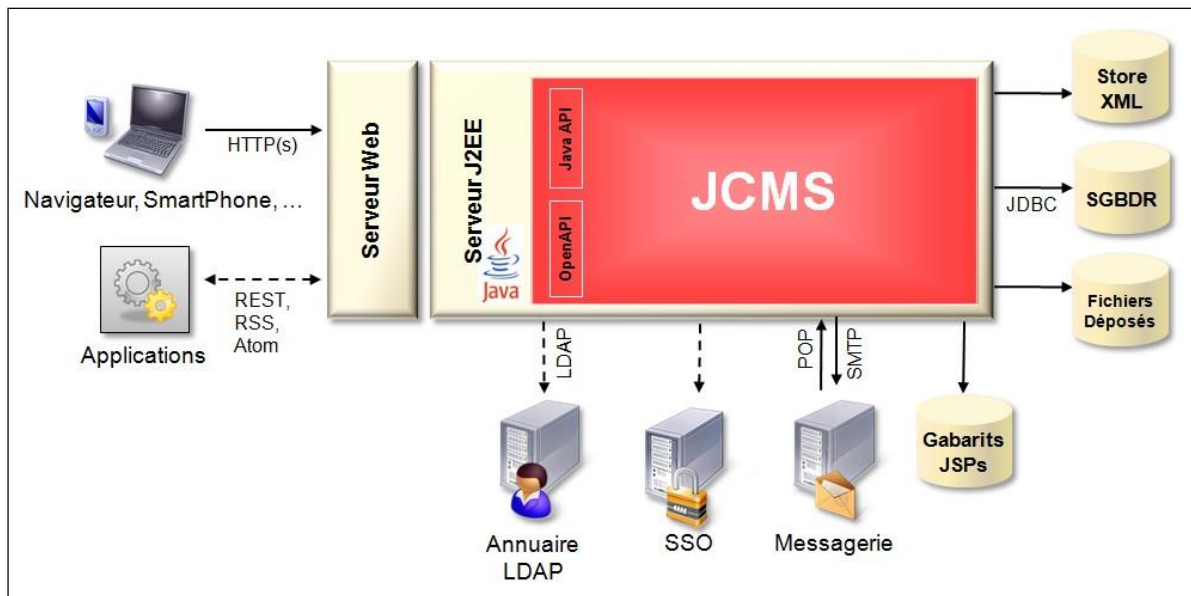 HTTP(s)
Navigateur, SmartPhone, ...
REST,
RSS,
Atom
Applications
Serveur Web
Serveur J2EE
Java
Java API
OpenAPI
JCMS
Store
XML
JDBC
SGBDR
Fichiers
Déposés
LDAP
POP
SMTP
Annuaire
LDAP
SSO
Messagerie
Gabarits
JSPs